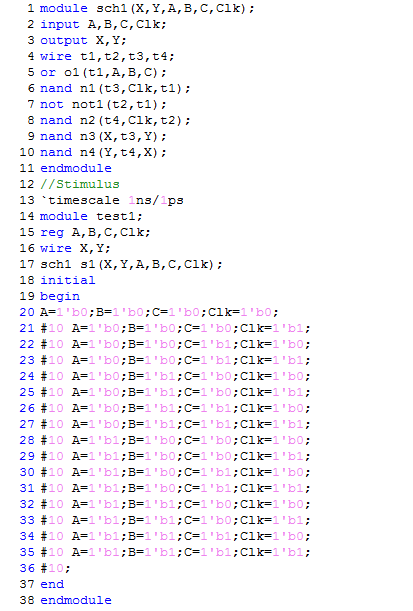 1 module sch1(X,Y,A,B,C,Clk);
2 input A,B,C,Clk;
3 output X,Y;
4 wire t1,t2,t3,t4;
5 or o1(t1,A,B,C);
6 nand n1(t3,Clk,t1);
7 not not1(t2,t1);
8 nand n2(t4,Clk,t2);
9 nand n3(X,t3,Y);
10 nand n4(Y,t4,X);
11 endmodule
12 //Stimulus
13 `timescale 1ns/1ps
14 module test1;
15 reg A,B,C,Clk;
16 wire X,Y;
17 sch1 s1(X,Y,A,B,C,Clk);
18 initial
19 begin
20 A=1'b0;B=1'b0;C=1'b0;Clk=1'b0;
21 #10 A=1'b0;B=1'b0;C=1'b0;Clk=1'b1;
22 #10 A=1'b0;B=1'b0;C=1'b1;Clk=1'b0;
23 #10 A=1'b0;B=1'b0;C=1'b1;Clk=1'b1;
24 #10 A=1'b0;B=1'b1;C=1'b0;Clk=1'b0;
25 #10 A=1'b0;B=1'b1;C=1'b0;Clk=1'b1;
26 #10 A=1'b0;B=1'b1;C=1'b1;Clk=1'b0;
27 #10 A=1'b0;B=1'b1;C=1'b1;Clk=1'b1;
28 #10 A=1'b1;B=1'b0;C=1'b0;Clk=1'b0;
29 #10 A=1'b1;B=1'b0;C=1'b0;Clk=1'b1;
30 #10 A=1'b1;B=1'b0;C=1'b1;Clk=1'b0;
31 #10 A=1'b1;B=1'b0;C=1'b1;Clk=1'b1;
32 #10 A=1'b1;B=1'b1;C=1'b0;Clk=1'b0;
33 #10 A=1'b1;B=1'b1;C=1'b0;Clk=1'b1;
34 #10 A=1'b1;B=1'b1;C=1'b1;Clk=1'b0;
35 #10 A=1'b1;B=1'b1;C=1'b1;Clk=1'b1;
36 #10;
37 end
38 endmodule